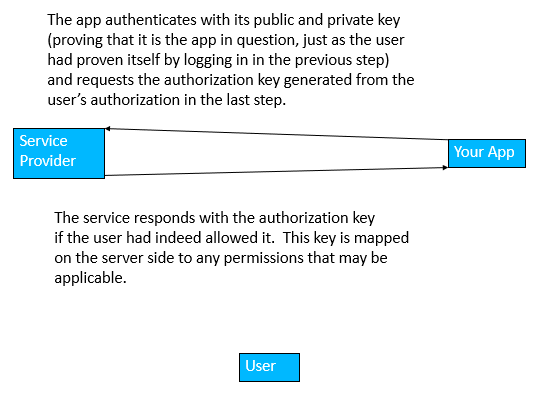 The app authenticates with its public and private key
(proving that it is the app in question, just as the user
had proven itself by logging in in the previous step)
and requests the authorization key generated from the
user's authorization in the last step.
Service
Provider
Your App
The service responds with the authorization key
if the user had indeed allowed it.  This key is mapped
on the server side to any permissions that may be
applicable.
User